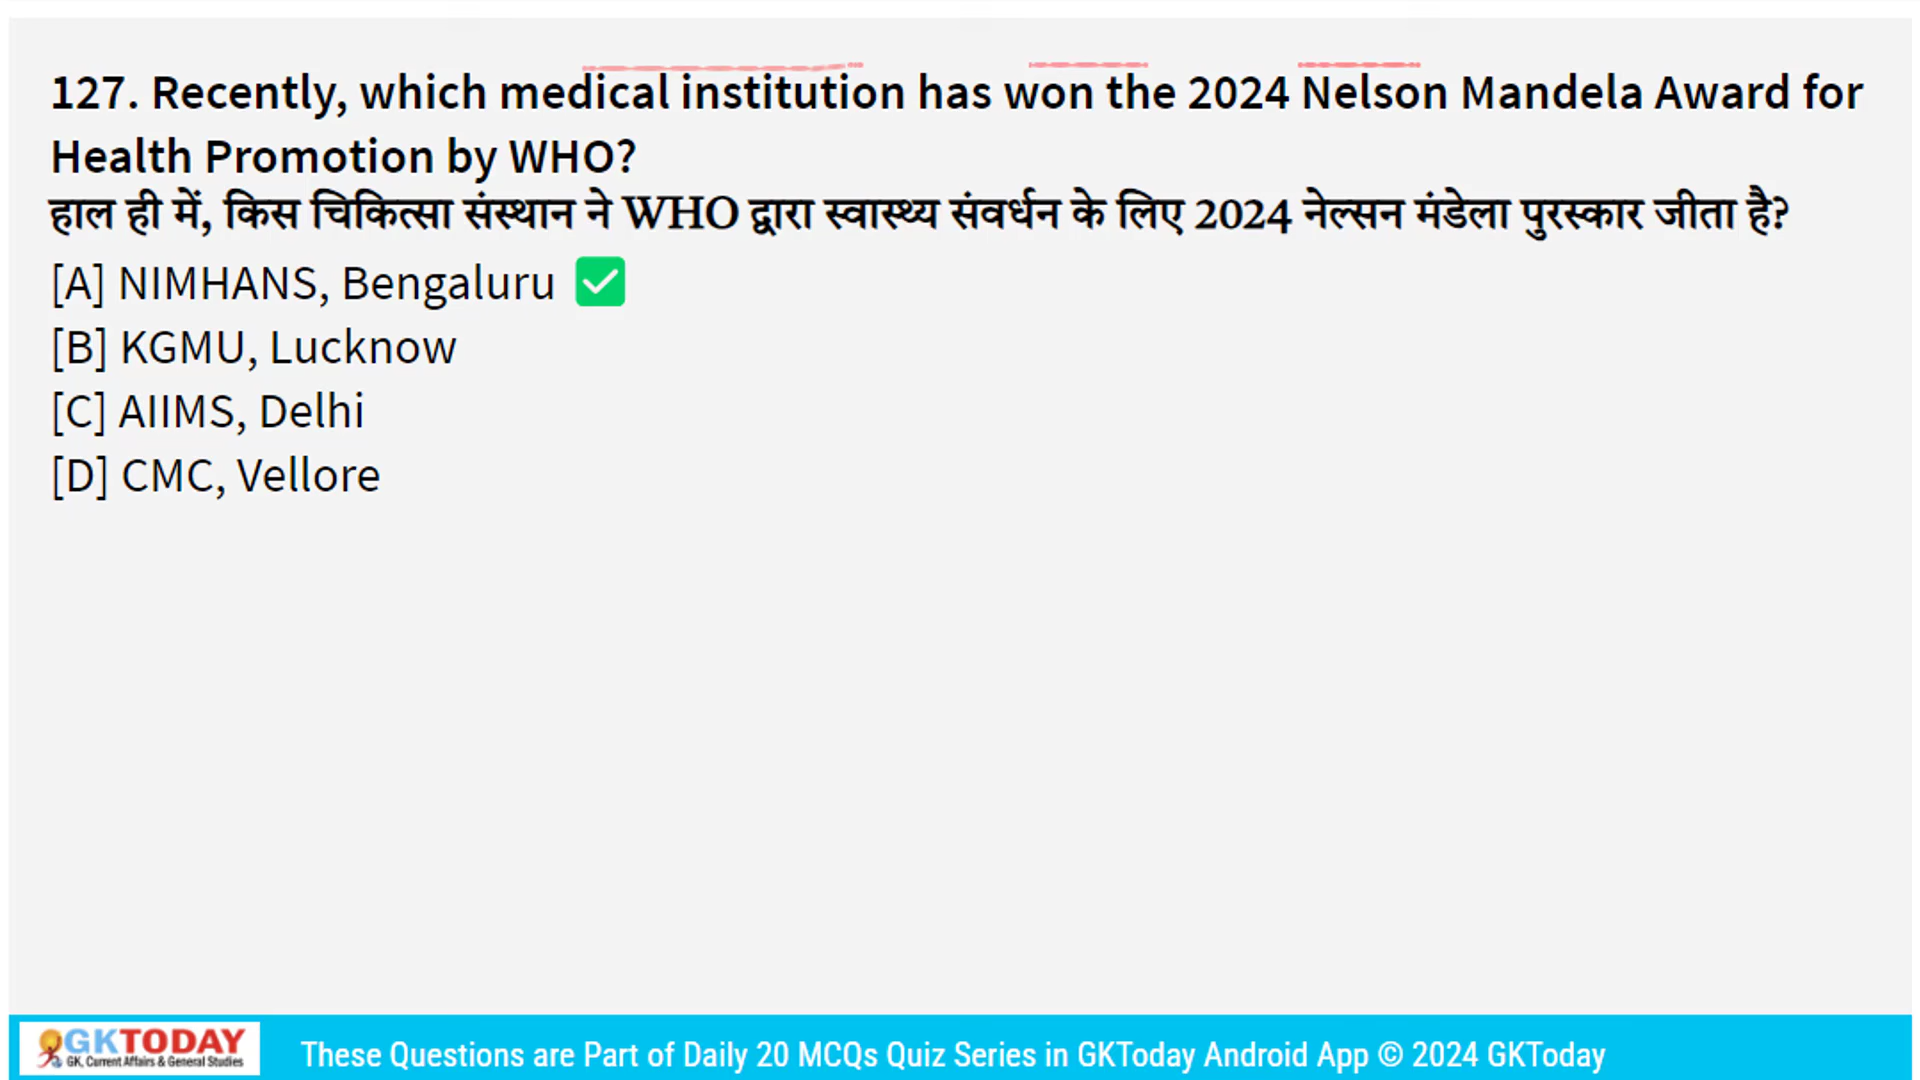 127. Recently, which medical institution has won the 2024 Nelson Mandela Award for
Health Promotion by WHO?
हाल ही में, किस चिकित्सा संस्थान ने WHO द्वारा स्वास्थ्य संवर्धन के लिए 2024 नेल्सन मंडेला पुरस्कार जीता है?
[A] NIMHANS, Bengaluru
[B] KGMU, Lucknow
[C] AIIMS, Delhi
[D] CMC, Vellore
GKTODAY
GK, Current Affairs & General Studies
These Questions are Part of Daily 20 MCQs Quiz Series in GKToday Android App © 2024 GKToday